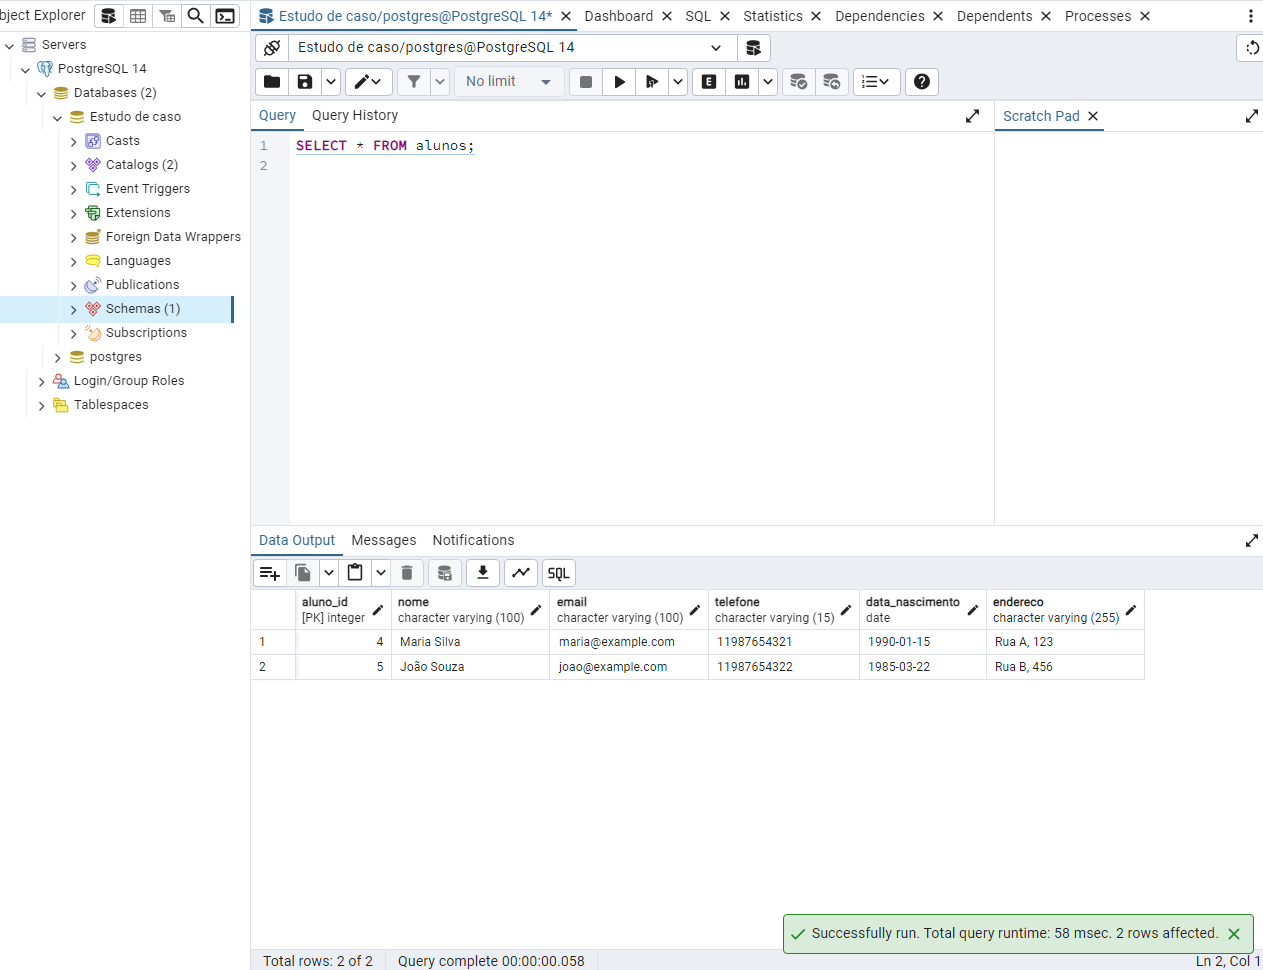 bject Explorer
Servers
PostgreSQL 14
Databases (2)
Estudo de caso
Casts
Catalogs (2)
Event Triggers
Extensions
Foreign Data Wrappers
Languages
Publications
Schemas (1)
Subscriptions
postgres
Login/Group Roles
Tablespaces
Estudo de caso/postgres@PostgreSQL 14* Dashboard SQL Statistics Dependencies Dependents Processes
Estudo de caso/postgres@PostgreSQL 14
No limit E
Query Query History Scratch Pad
1 SELECT * FROM alunos;
2
Data Output Messages Notifications
SQL
aluno_id nome email telefone data_nascimento endereco
[PK] integer character varying (100) character varying (100) character varying (15) date character varying (255)
1 4 Maria Silva maria@example.com 11987654321 1990-01-15 Rua A, 123
2 5 João Souza joao@example.com 11987654322 1985-03-22 Rua B, 456
Successfully run. Total query runtime: 58 msec. 2 rows affected.
Total rows: 2 of 2 Query complete 00:00:00.058 Ln 2, Col 1